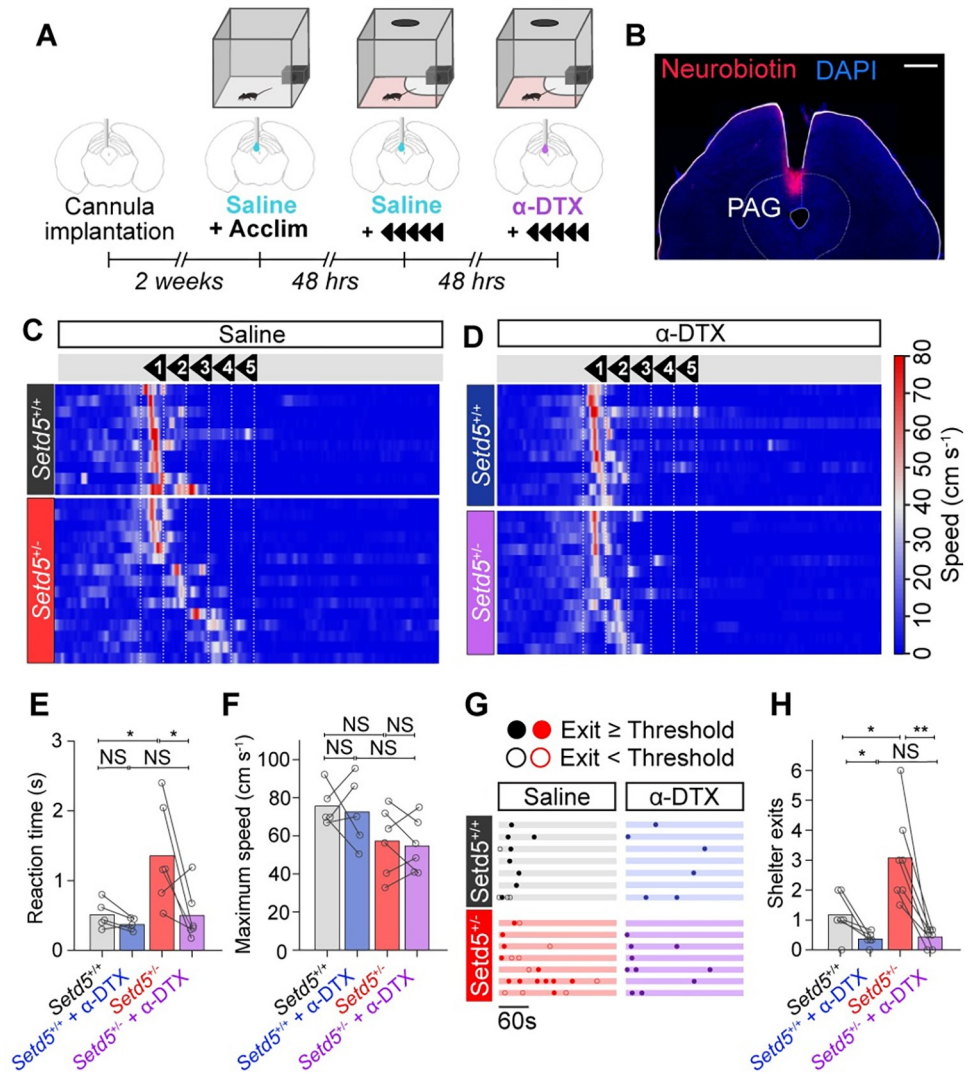 A
B
Neurobiotin DAPI
PAG
Cannula
implantation
Saline
+ Acclim
Saline
+
α-DTX
+
2 weeks
48 hrs
48 hrs
C
Saline
1 2 3 4 5
Setd5+/+
Setd5+/-
D
α-DTX
1 2 3 4 5
Setd5+/+
Setd5+/-
80
70
60
50
40
30
20
10
0
Speed (cm s⁻¹)
E
* *
NS NS
Reaction time (s)
3
2
1
0
Setd5+/+
Setd5+/+ + α-DTX
Setd5+/-
Setd5+/- + α-DTX
F
NS NS
NS NS
Maximum speed (cm s⁻¹)
100
80
60
40
20
0
Setd5+/+
Setd5+/+ + α-DTX
Setd5+/-
Setd5+/- + α-DTX
G
Exit ≥ Threshold
Exit < Threshold
Saline α-DTX
Setd5+/+
Setd5+/-
60s
H
* **
* NS
Shelter exits
6
5
4
3
2
1
0
Setd5+/+
Setd5+/+ + α-DTX
Setd5+/-
Setd5+/- + α-DTX